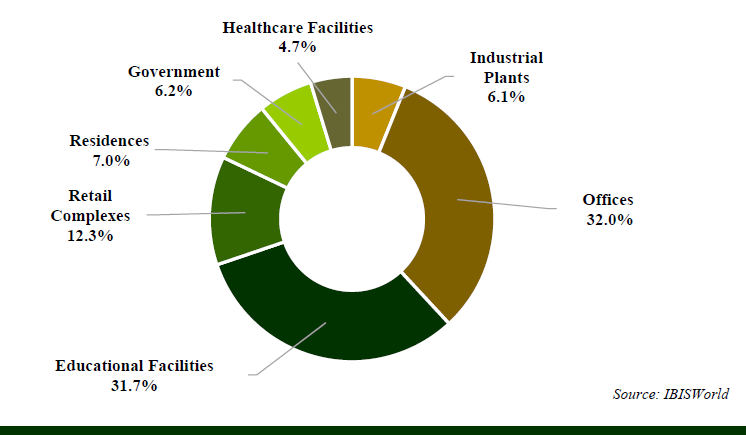 Healthcare Facilities
4.7%
Industrial
Plants
6.1%
Government
6.2%
Residences
7.0%
Retail
Complexes
12.3%
Offices
32.0%
Educational Facilities
31.7%
Source: IBISWorld